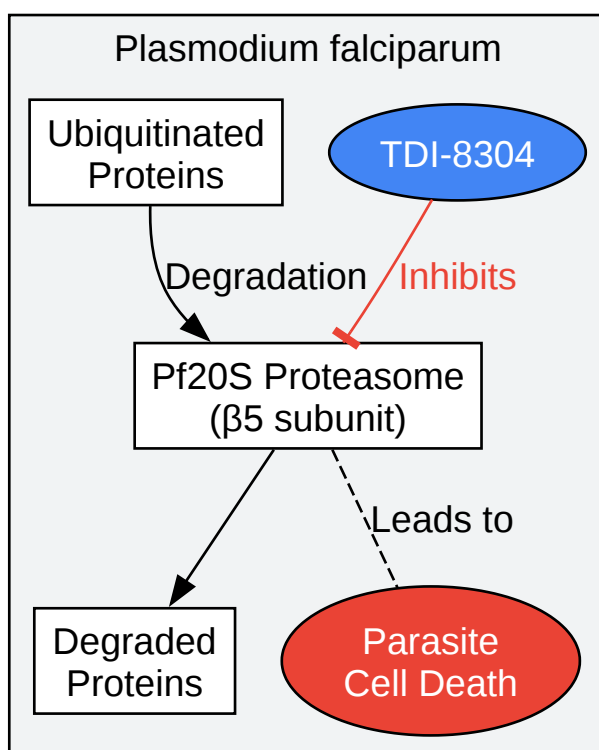 Plasmodium falciparum
Ubiquitinated
Proteins
TDI-8304
Degradation
Inhibits
Pf20S Proteasome
(β5 subunit)
Leads to
Degraded
Proteins
Parasite
Cell Death